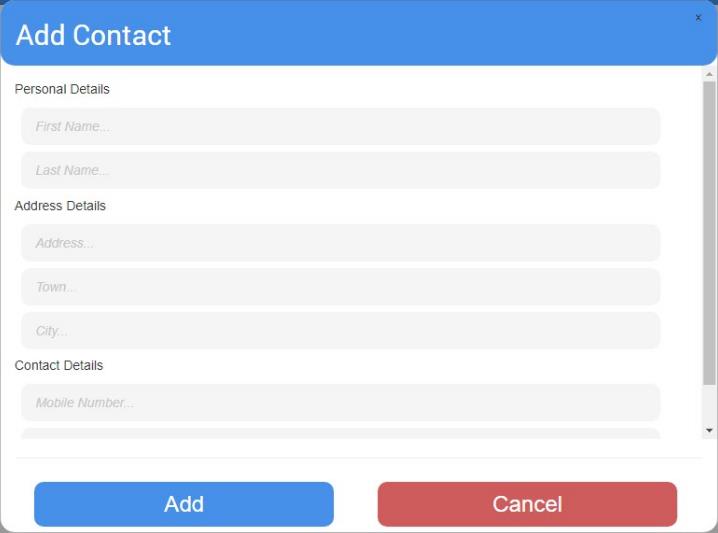 x
Add Contact
Personal Details
First Name...
Last Name...
Address Details
Address...
Town...
City...
Contact Details
Mobile Number...
Add
Cancel